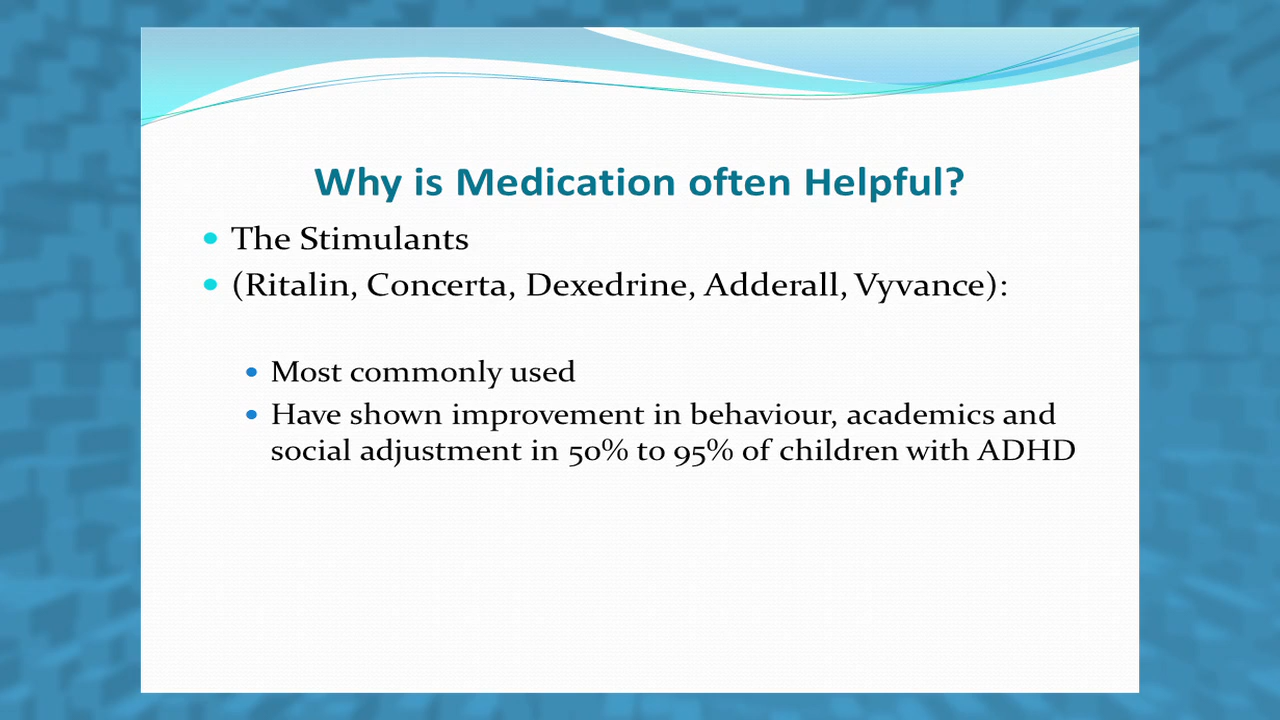 Why is Medication often Helpful?
The Stimulants
(Ritalin, Concerta, Dexedrine, Adderall, Vyvance):
Most commonly used
Have shown improvement in behaviour, academics and
social adjustment in 50% to 95% of children with ADHD